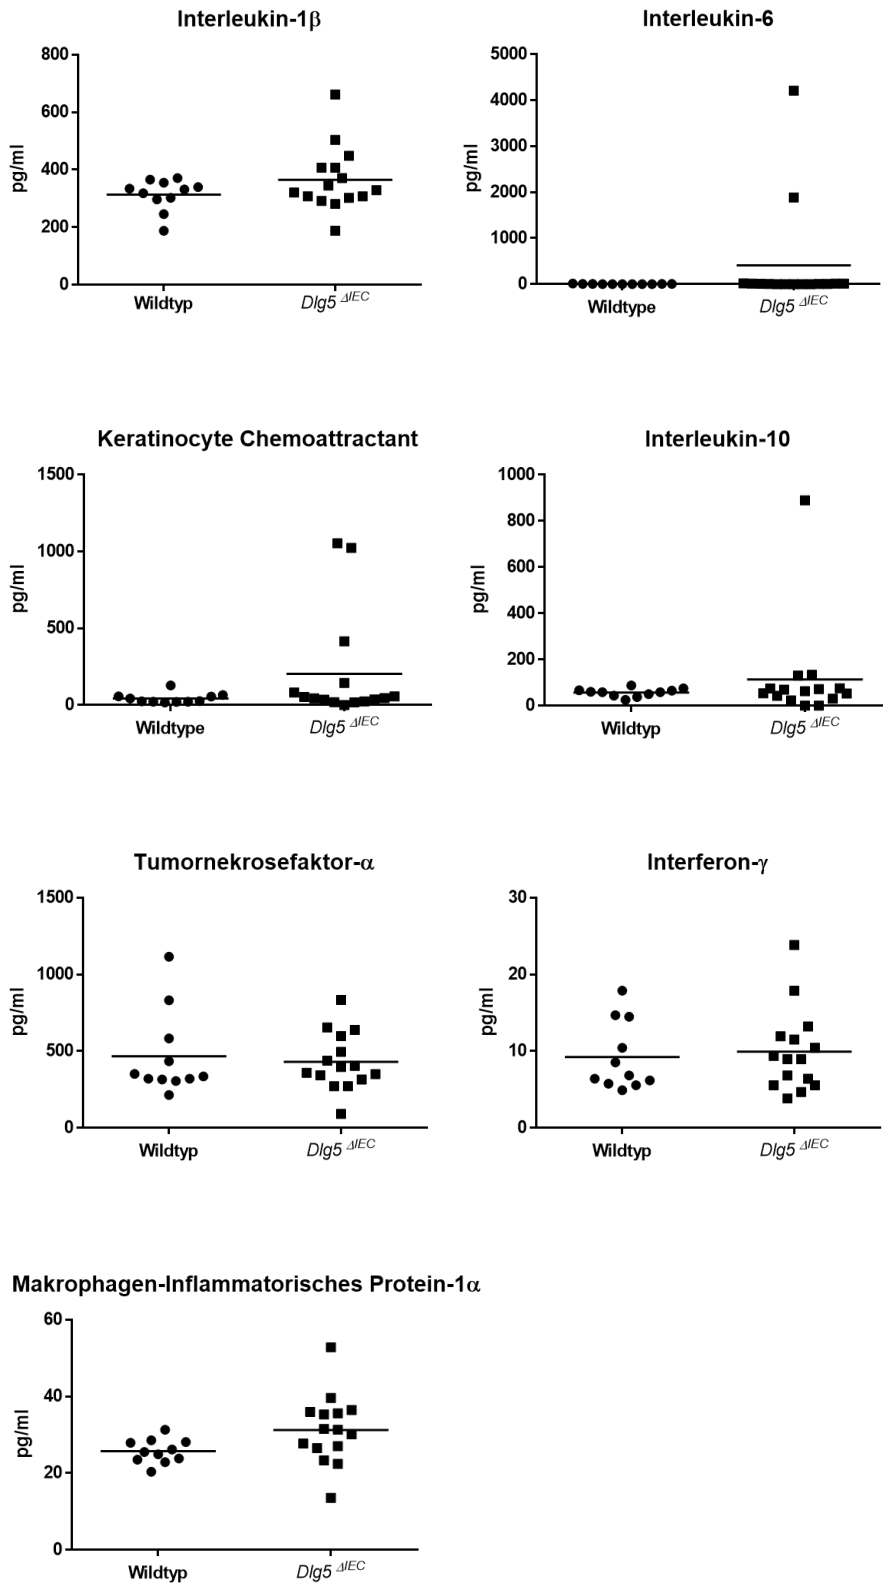 Interleukin-1β
800
600
400
200
0
pg/ml
Wildtyp
Dlg5 ΔIEC
Interleukin-6
5000
4000
3000
2000
1000
0
pg/ml
Wildtype
Dlg5 ΔIEC
Keratinocyte Chemoattractant
1500
1000
500
0
pg/ml
Wildtype
Dlg5 ΔIEC
Interleukin-10
1000
800
600
400
200
0
pg/ml
Wildtyp
Dlg5 ΔIEC
Tumornekrosefaktor-α
1500
1000
500
0
pg/ml
Wildtyp
Dlg5 ΔIEC
Interferon-γ
30
20
10
0
pg/ml
Wildtyp
Dlg5 ΔIEC
Makrophagen-Inflammatorisches Protein-1α
60
40
20
0
pg/ml
Wildtyp
Dlg5 ΔIEC